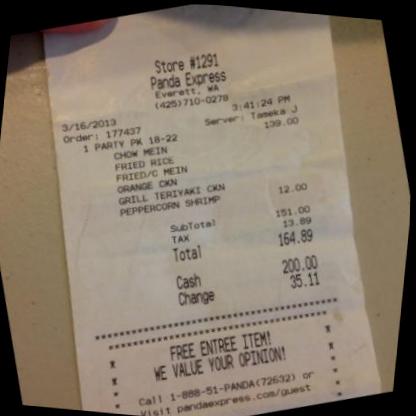 Store #1291
Panda Express
Everett, WA
(425)710-0278
3/16/2013 3:41:24 PM
Order: 177437 Server: Tameka J
1 PARTY PK 18-22 139.00
CHOW MEIN
FRIED RICE
FRIED/C MEIN
ORANGE CKN
GRILL TERIYAKI CKN
PEPPERCORN SHRIMP 12.00
SubTotal 151.00
TAX 13.89
Total 164.89
Cash 200.00
Change 35.11
FREE ENTREE ITEM!
WE VALUE YOUR OPINION!
Call 1-888-51-PANDA(72632) or
Visit pandaexpress.com/guest